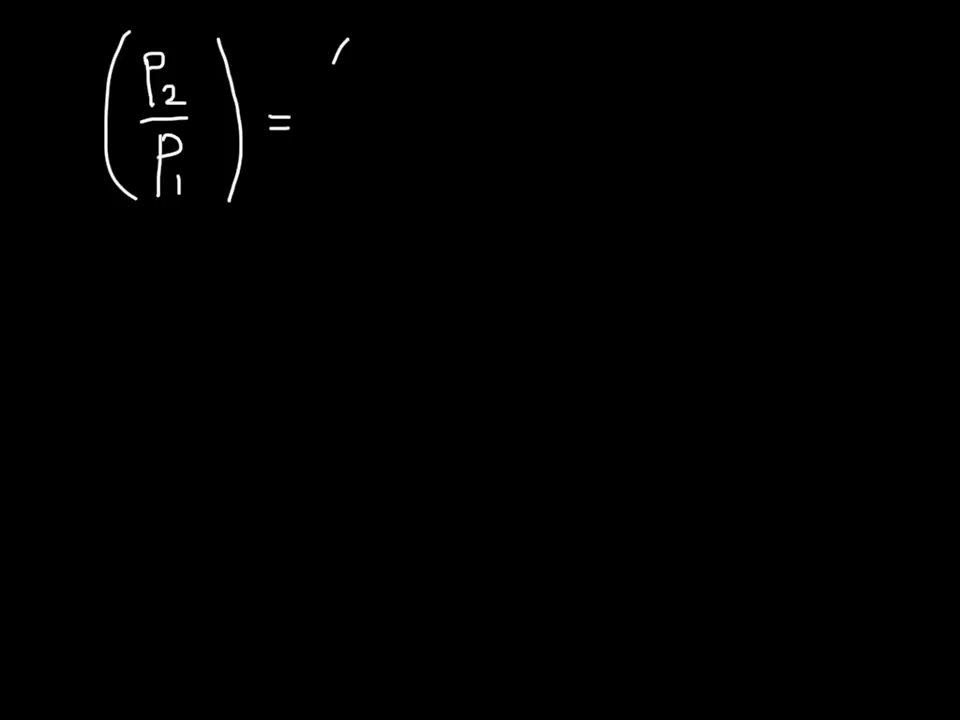 (P₂/P₁) = (